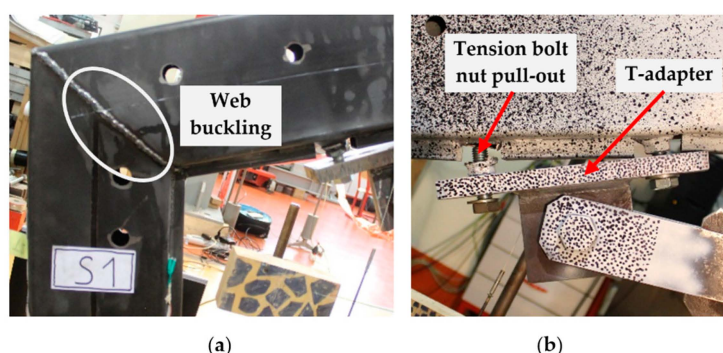 Web
buckling
S1
Tension bolt
nut pull-out
T-adapter
(a)
(b)